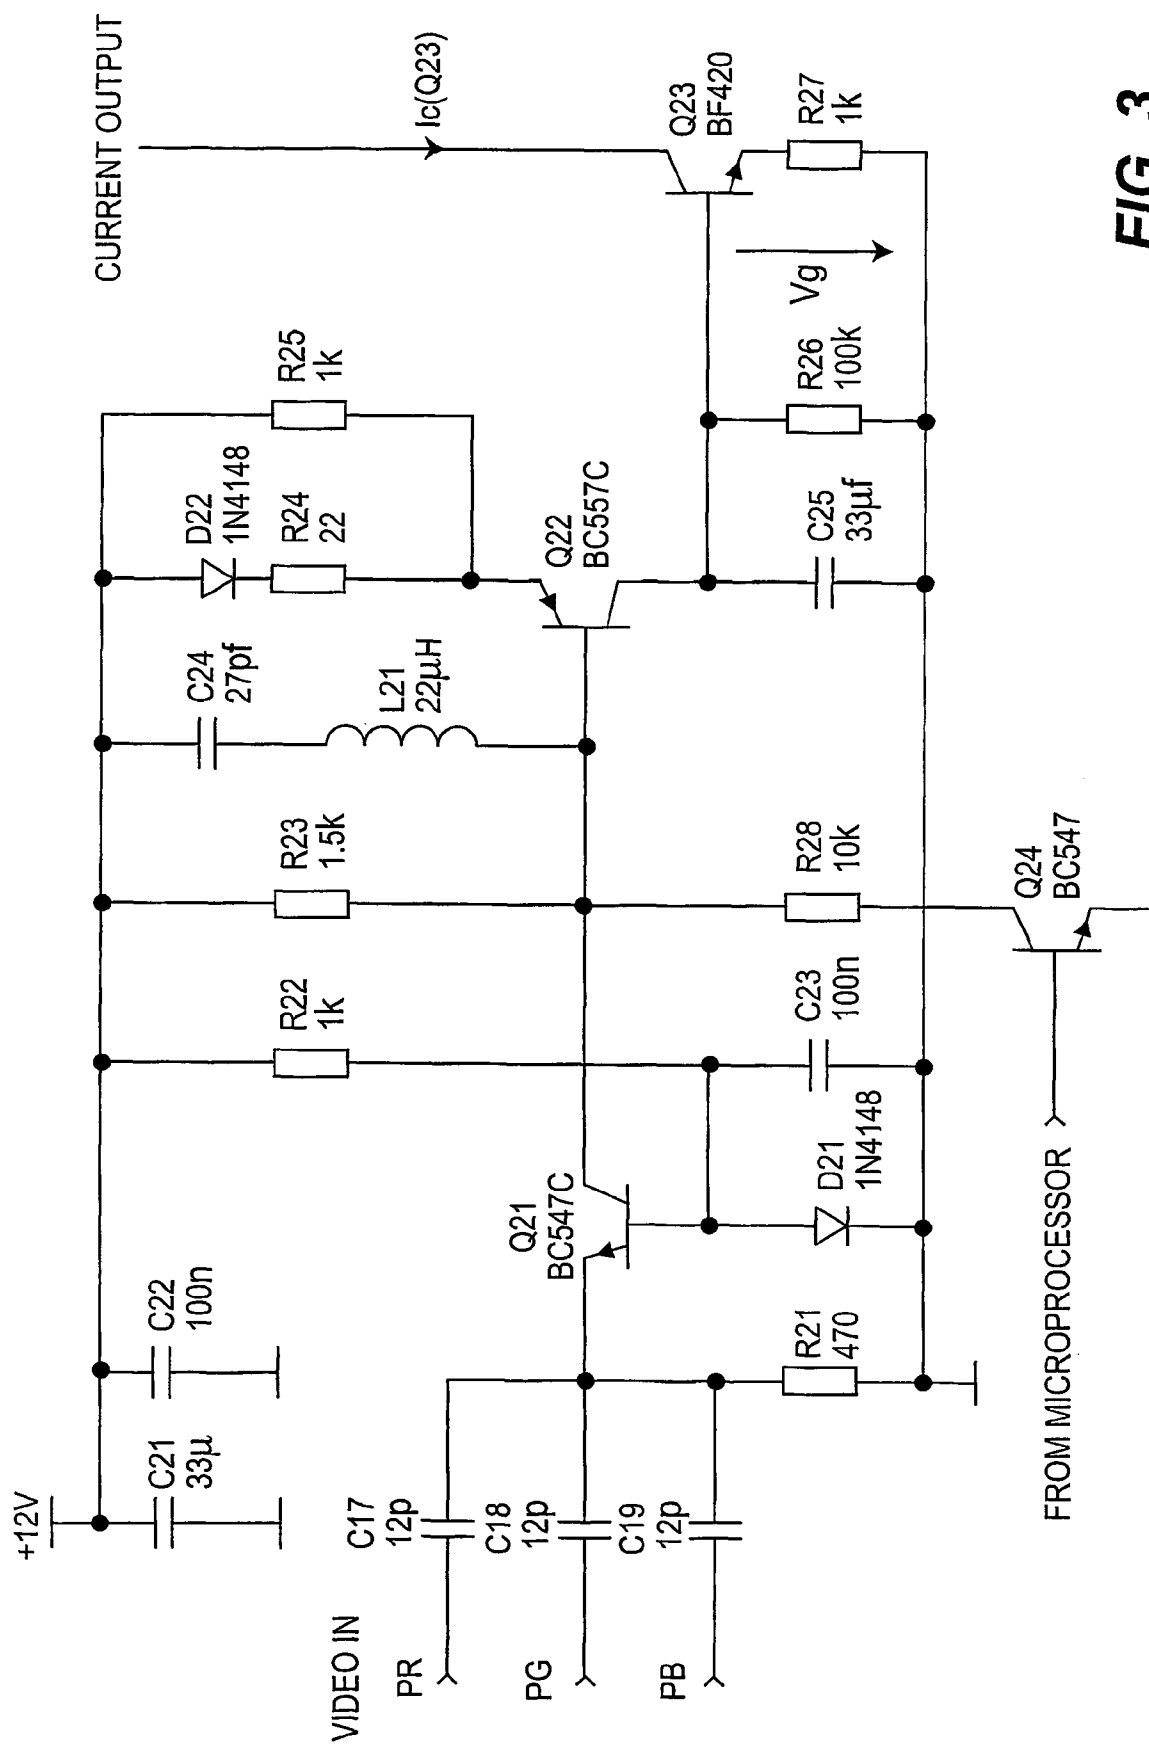 +12V
C21
33μ
C22
100n
R22
1k
R23
1.5k
C24
27pf
L21
22μH
D22
1N4148
R24
22
R25
1k
CURRENT OUTPUT
Ic(Q23)
VIDEO IN
PR
C17
12p
PG
C18
12p
PB
C19
12p
Q21
BC547C
Q22
BC557C
Q23
BF420
R21
470
D21
1N4148
C23
100n
R28
10k
C25
33μf
R26
100k
Vg
R27
1k
FROM MICROPROCESSOR
Q24
BC547
FIG. 3